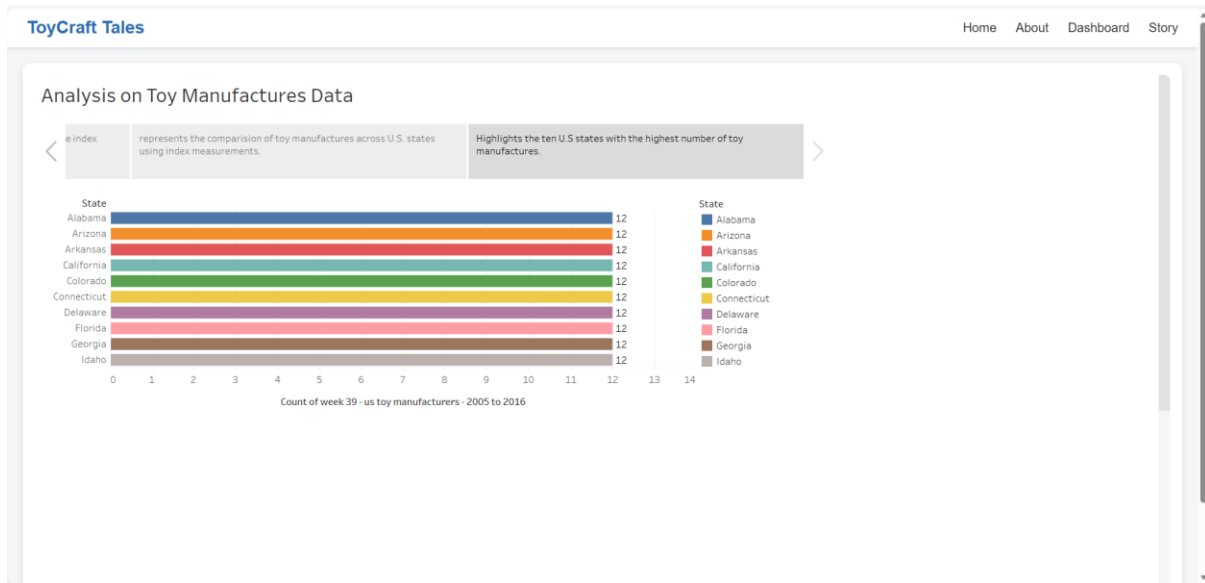 ToyCraft Tales
Home About Dashboard Story
Analysis on Toy Manufactures Data
e index
represents the comparision of toy manufactures across U.S. states
using index measurements.
Highlights the ten U.S states with the highest number of toy
manufactures.
State
Alabama 12
Arizona 12
Arkansas 12
California 12
Colorado 12
Connecticut 12
Delaware 12
Florida 12
Georgia 12
Idaho 12
0 1 2 3 4 5 6 7 8 9 10 11 12 13 14
Count of week 39 - us toy manufacturers - 2005 to 2016
State
Alabama
Arizona
Arkansas
California
Colorado
Connecticut
Delaware
Florida
Georgia
Idaho